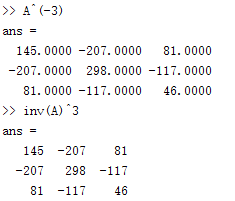 >> A^(-3)
ans =
145.0000 -207.0000 81.0000
-207.0000 298.0000 -117.0000
81.0000 -117.0000 46.0000
>> inv(A)^3
ans =
145 -207 81
-207 298 -117
81 -117 46